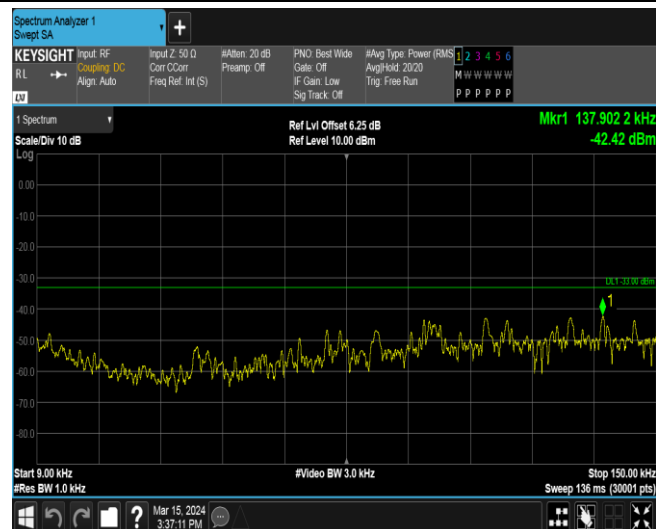 Spectrum Analyzer 1
Swept SA
+
KEYSIGHT
RL
LXI
Input: RF
Coupling: DC
Align: Auto
Input Z: 50 Ω
Corr CCorr
Freq Ref: Int (S)
#Atten: 20 dB
Preamp: Off
PNO: Best Wide
Gate: Off
IF Gain: Low
Sig Track: Off
#Avg Type: Power (RMS
Avg|Hold: 20/20
Trig: Free Run
1 2 3 4 5 6
M W W W W W
P P P P P P
1 Spectrum
Scale/Div 10 dB
Log
Ref Lvl Offset 6.25 dB
Ref Level 10.00 dBm
Mkr1 137.902 2 kHz
-42.42 dBm
0.00
-10.0
-20.0
-30.0
DL1 -33.00 dBm
-40.0
1
-50.0
-60.0
-70.0
-80.0
Start 9.00 kHz
#Res BW 1.0 kHz
#Video BW 3.0 kHz
Stop 150.00 kHz
Sweep 136 ms (30001 pts)
?
Mar 15, 2024
3:37:11 PM